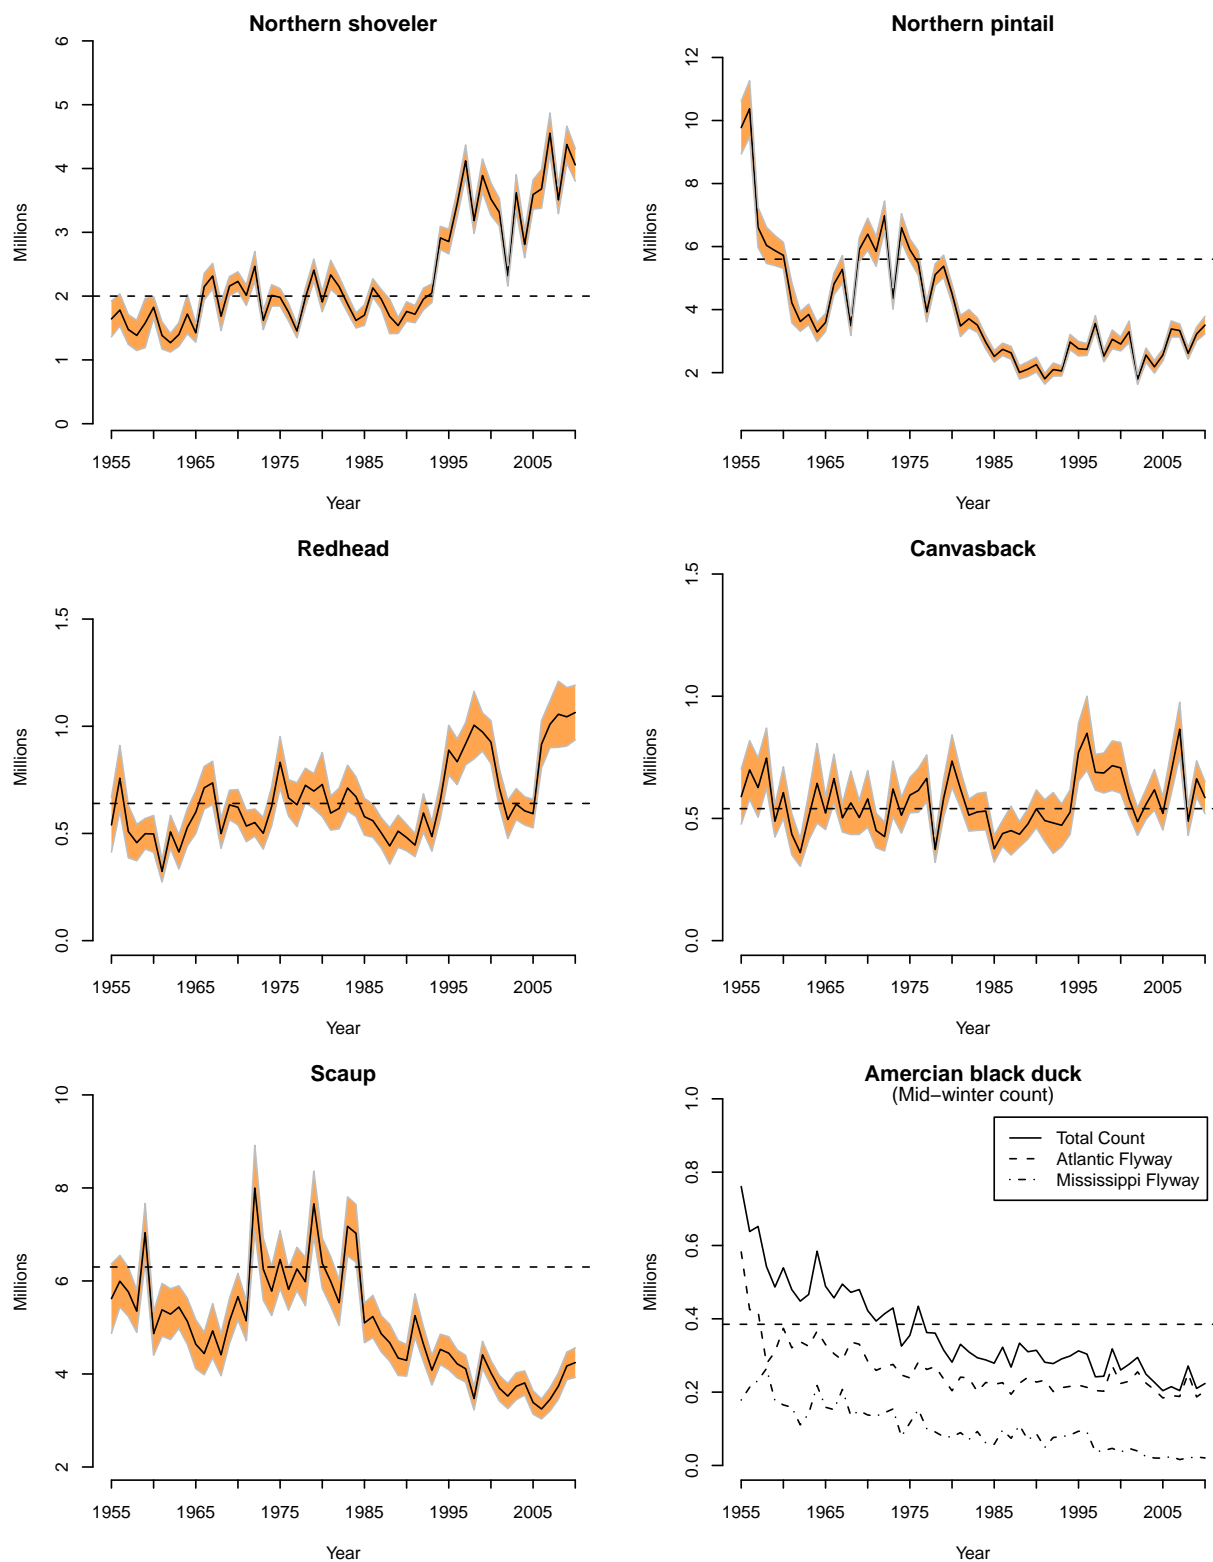 Northern shoveler
Millions
0 1 2 3 4 5 6
1955 1965 1975 1985 1995 2005
Year
Northern pintail
Millions
2 4 6 8 10 12
1955 1965 1975 1985 1995 2005
Year
Redhead
Millions
0.0 0.5 1.0 1.5
1955 1965 1975 1985 1995 2005
Year
Canvasback
Millions
0.0 0.5 1.0 1.5
1955 1965 1975 1985 1995 2005
Year
Scaup
Millions
2 4 6 8 10
1955 1965 1975 1985 1995 2005
Year
Amercian black duck
(Mid−winter count)
Millions
0.0 0.2 0.4 0.6 0.8 1.0
Total Count
Atlantic Flyway
Mississippi Flyway
1955 1965 1975 1985 1995 2005
Year